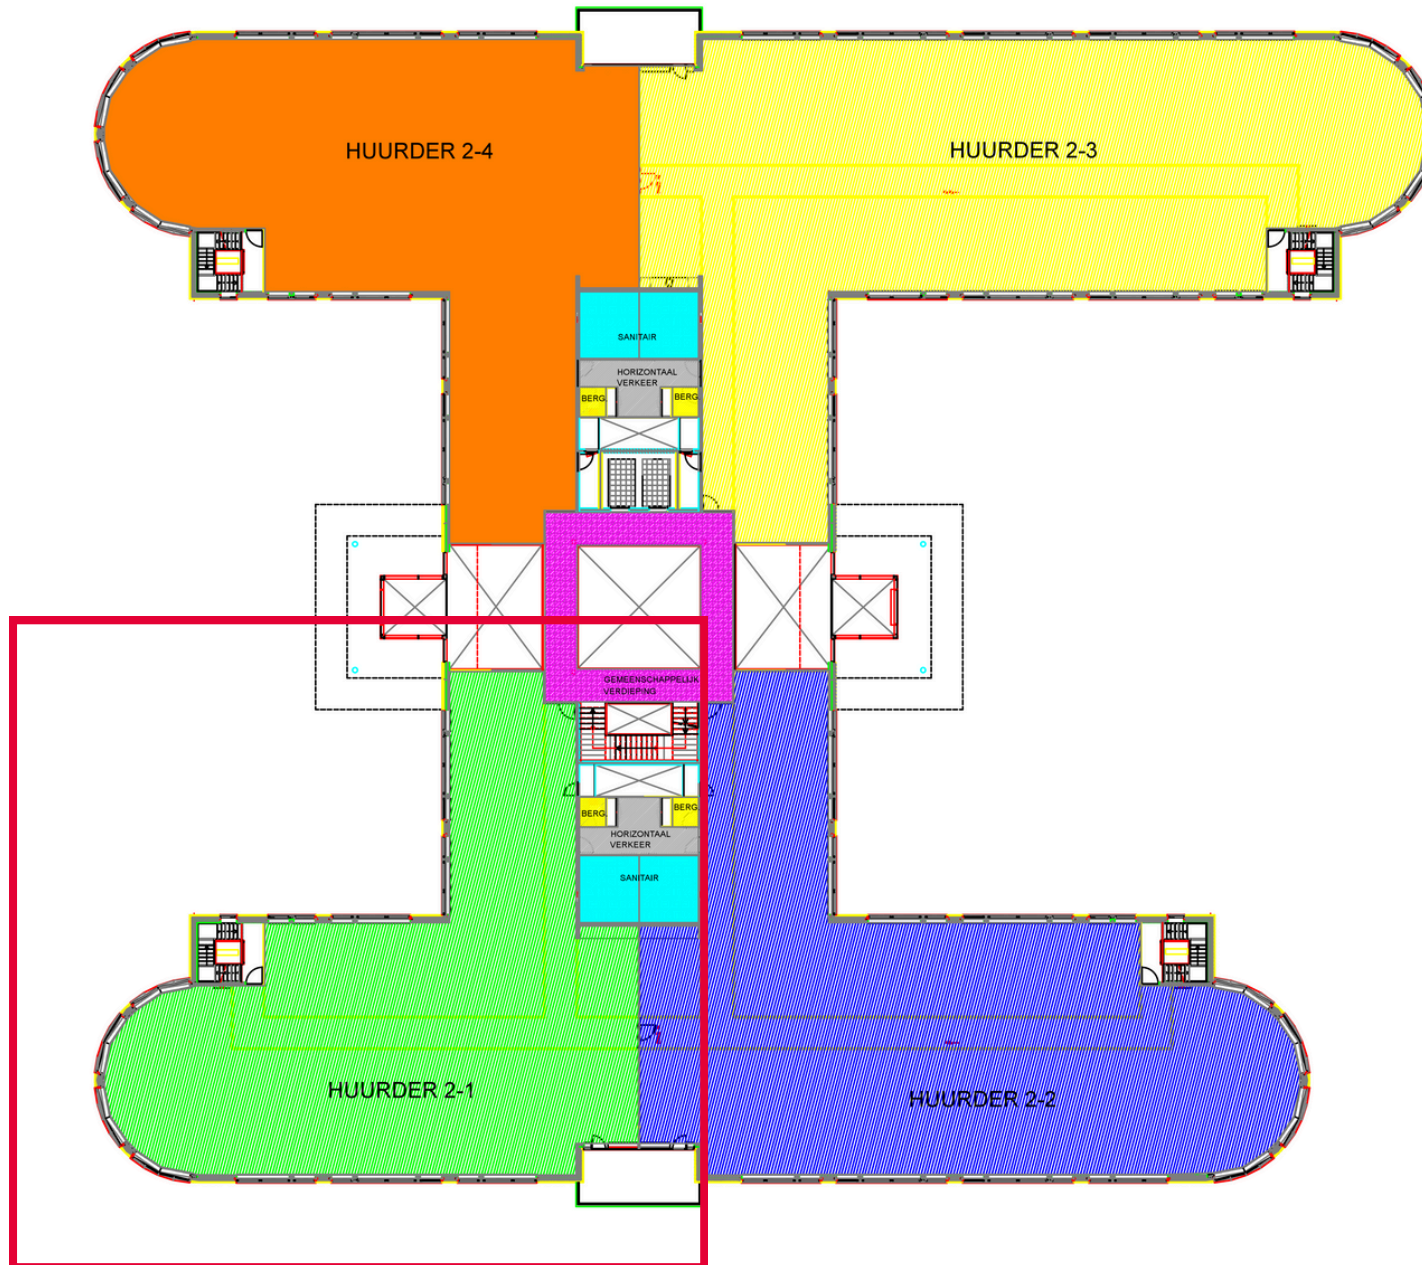 HUURDER 2-4
HUURDER 2-3
SANITAIR
HORIZONTAAL
VERKEER
BERG.
BERG.
GEMEENSCHAPPELIJK
VERDIEPING
BERG.
BERG.
HORIZONTAAL
VERKEER
SANITAIR
HUURDER 2-1
HUURDER 2-2